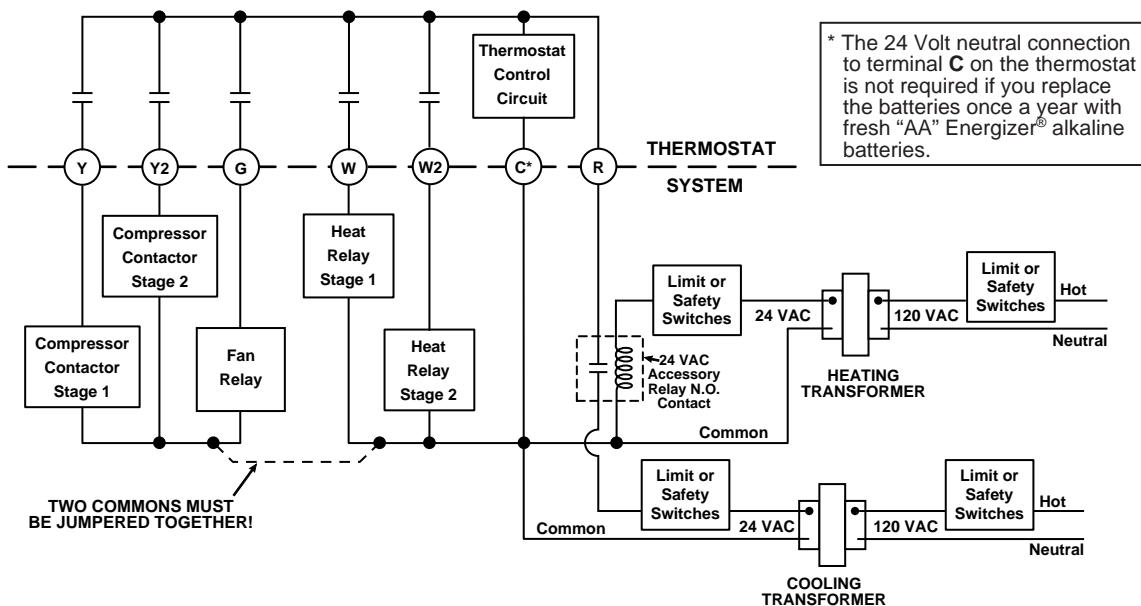 Thermostat
Control
Circuit
* The 24 Volt neutral connection
to terminal C on the thermostat
is not required if you replace
the batteries once a year with
fresh “AA” Energizer® alkaline
batteries.
Y
Y2
G
W
W2
C*
R
THERMOSTAT
SYSTEM
Compressor
Contactor
Stage 2
Heat
Relay
Stage 1
Compressor
Contactor
Stage 1
Fan
Relay
Heat
Relay
Stage 2
Limit or
Safety
Switches
24 VAC
120 VAC
Limit or
Safety
Switches
Hot
Neutral
24 VAC
Accessory
Relay N.O.
Contact
HEATING
TRANSFORMER
Common
TWO COMMONS MUST
BE JUMPERED TOGETHER!
Limit or
Safety
Switches
24 VAC
120 VAC
Limit or
Safety
Switches
Hot
Neutral
Common
COOLING
TRANSFORMER